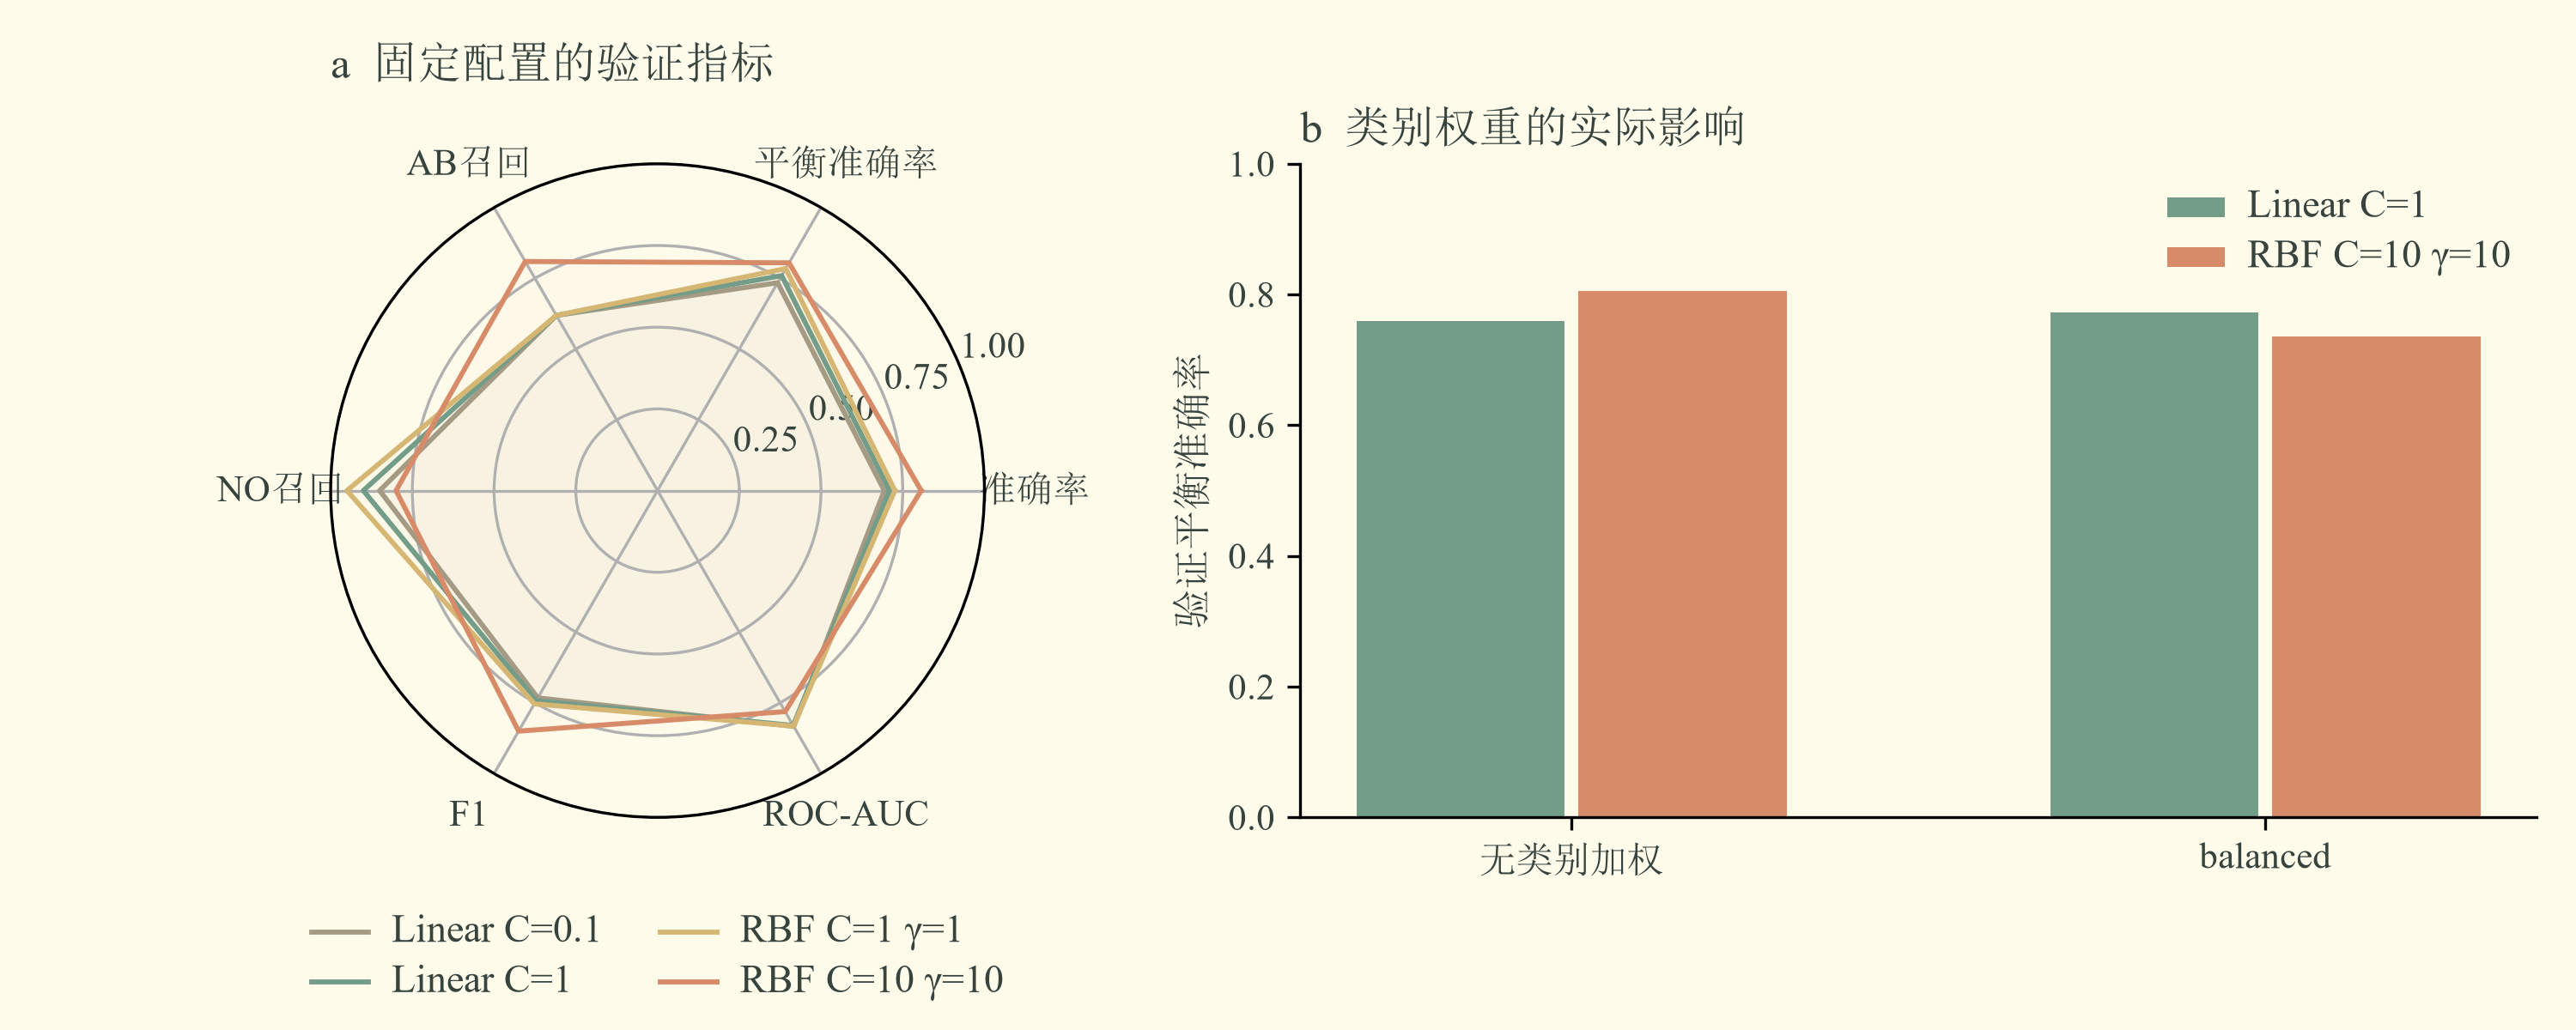 a 固定配置的验证指标
AB召回
平衡准确率
1.00
0.75
0.50
0.25
NO召回
准确率
F1
ROC-AUC
Linear C=0.1
Linear C=1
RBF C=1 γ=1
RBF C=10 γ=10
b 类别权重的实际影响
验证平衡准确率
1.0
0.8
0.6
0.4
0.2
0.0
Linear C=1
RBF C=10 γ=10
无类别加权
balanced